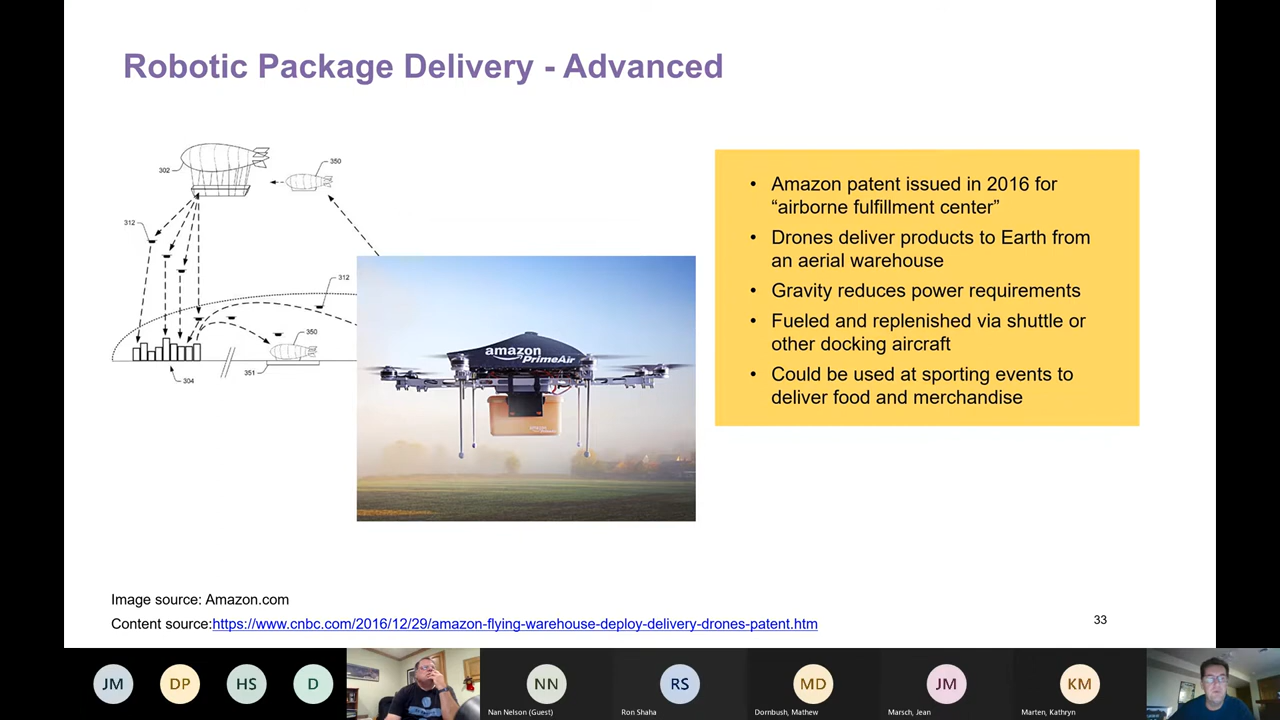 Robotic Package Delivery - Advanced
302
350
312
312
350
351
304
amazon
PrimeAir
amazon
• Amazon patent issued in 2016 for
“airborne fulfillment center”
• Drones deliver products to Earth from
an aerial warehouse
• Gravity reduces power requirements
• Fueled and replenished via shuttle or
other docking aircraft
• Could be used at sporting events to
deliver food and merchandise
Image source: Amazon.com
Content source:https://www.cnbc.com/2016/12/29/amazon-flying-warehouse-deploy-delivery-drones-patent.htm
33
JM
DP
HS
D
NN
RS
MD
JM
KM
Nan Nelson (Guest)
Ron Shaha
Dornbush, Mathew
Marsch, Jean
Marten, Kathryn